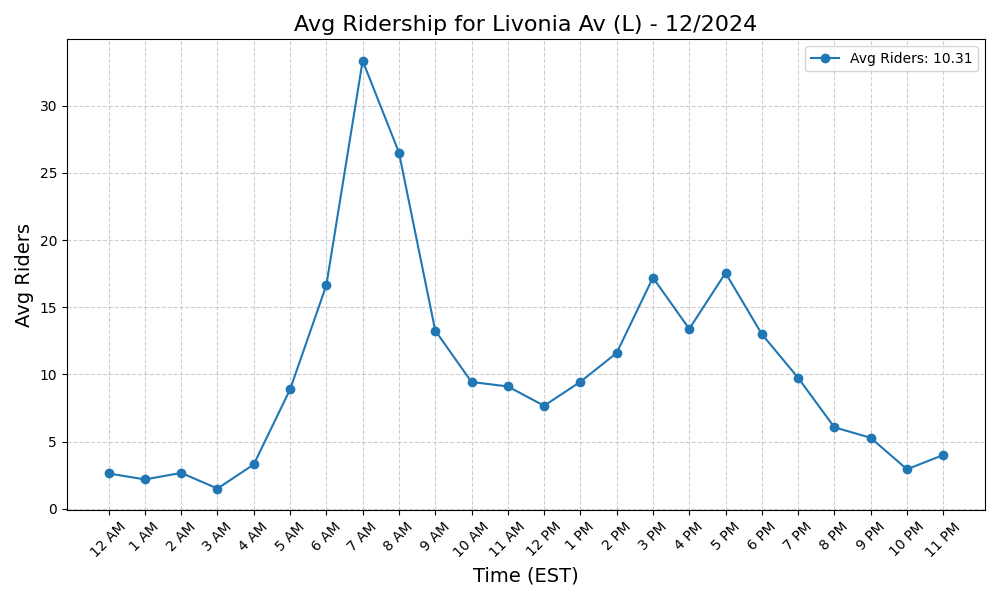 Avg Ridership for Livonia Av (L) - 12/2024
Avg Riders: 10.31
Avg Riders
30
25
20
15
10
5
0
12 AM
1 AM
2 AM
3 AM
4 AM
5 AM
6 AM
7 AM
8 AM
9 AM
10 AM
11 AM
12 PM
1 PM
2 PM
3 PM
4 PM
5 PM
6 PM
7 PM
8 PM
9 PM
10 PM
11 PM
Time (EST)